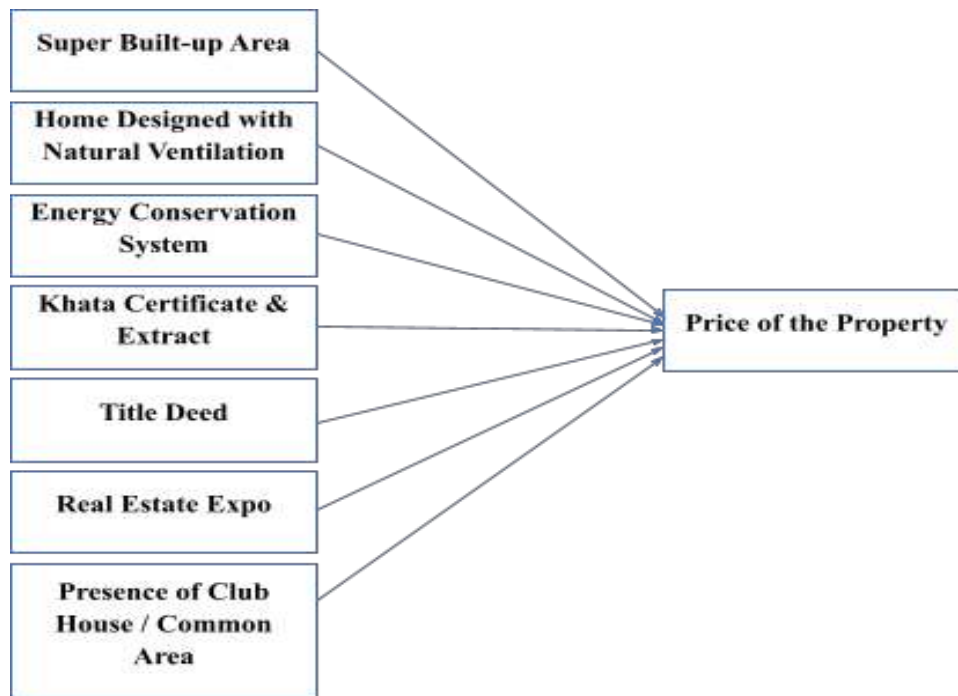 Super Built-up Area
Home Designed with
Natural Ventilation
Energy Conservation
System
Khata Certificate &
Extract
Title Deed
Real Estate Expo
Presence of Club
House / Common
Area
Price of the Property